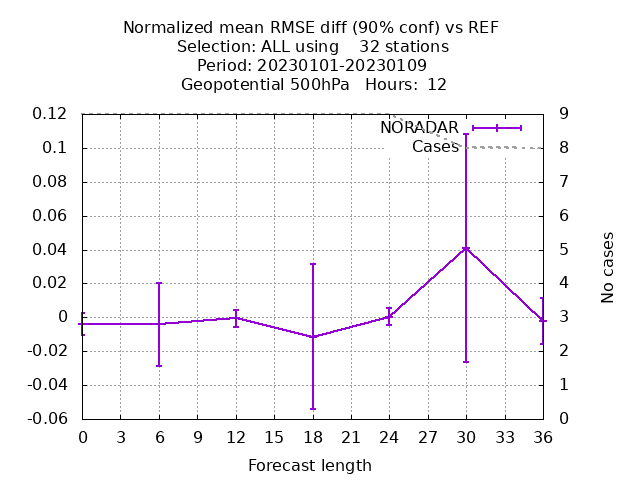 Normalized mean RMSE diff (90% conf) vs REF
Selection: ALL using    32 stations
Period: 20230101-20230109
Geopotential 500hPa   Hours:  12
0.12
0.1
0.08
0.06
0.04
0.02
0
-0.02
-0.04
-0.06
NORADAR
Cases
9
8
7
6
5
4
3
2
1
0
No cases
0 3 6 9 12 15 18 21 24 27 30 33 36
Forecast length